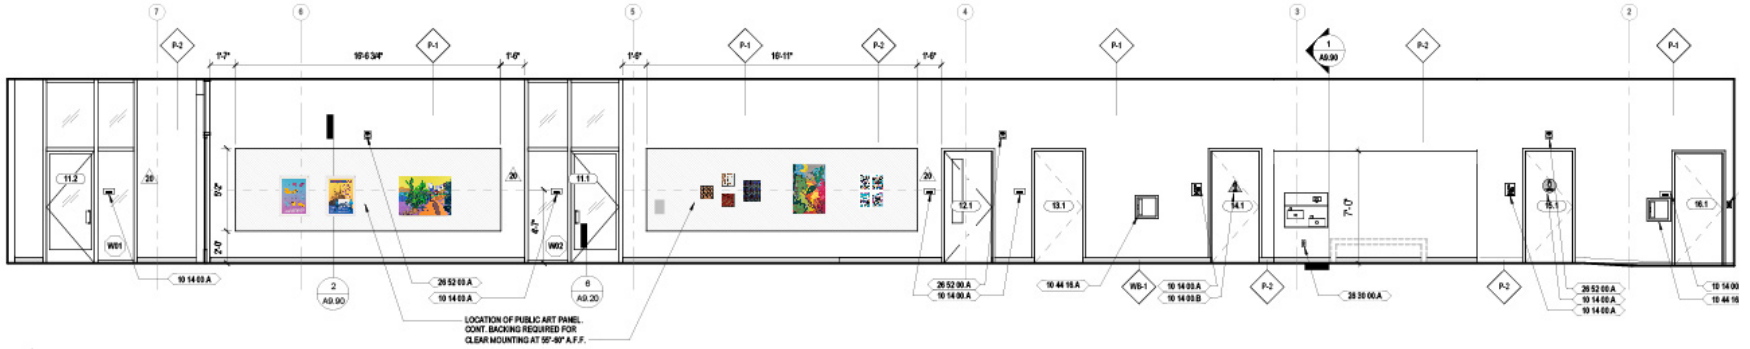 7
6
5
4
3
2
P-2
P-1
P-1
P-2
P-1
1
A9.90
P-2
P-1
1'-7"
16'-6 3/4"
1'-6"
1'-6"
16'-11"
1'-6"
11.2
20
5'-2"
2'-0"
20
4'-7"
11.1
20
12.1
13.1
14.1
7'-0"
15.1
16.1
W01
W02
10 14 00.A
2
A9.90
26 52 00.A
10 14 00.A
6
A9.20
26 52 00.A
10 14 00.A
10 44 16.A
WB-1
10 14 00.A
10 14 00.B
P-2
P-2
26 52 00.A
10 14 00.A
10 14 00.A
10 14 00
10 44 16
LOCATION OF PUBLIC ART PANEL.
CONT. BACKING REQUIRED FOR
CLEAR MOUNTING AT 56"-60" A.F.F.